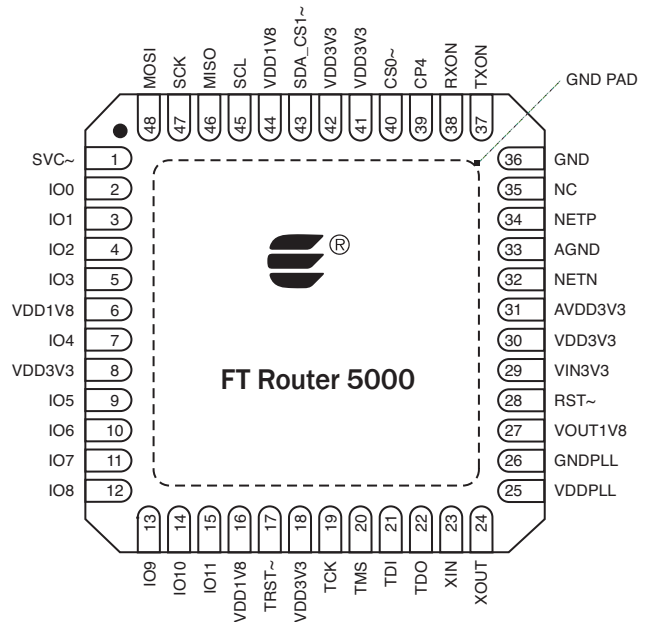 MOSI
SCK
MISO
SCL
VDD1V8
SDA_CS1~
VDD3V3
VDD3V3
CS0~
CP4
RXON
TXON
GND PAD
48
47
46
45
44
43
42
41
40
39
38
37
SVC~ 1
IO0 2
IO1 3
IO2 4
IO3 5
VDD1V8 6
IO4 7
VDD3V3 8
IO5 9
IO6 10
IO7 11
IO8 12
®
FT Router 5000
36 GND
35 NC
34 NETP
33 AGND
32 NETN
31 AVDD3V3
30 VDD3V3
29 VIN3V3
28 RST~
27 VOUT1V8
26 GNDPLL
25 VDDPLL
13
14
15
16
17
18
19
20
21
22
23
24
IO9
IO10
IO11
VDD1V8
TRST~
VDD3V3
TCK
TMS
TDI
TDO
XIN
XOUT